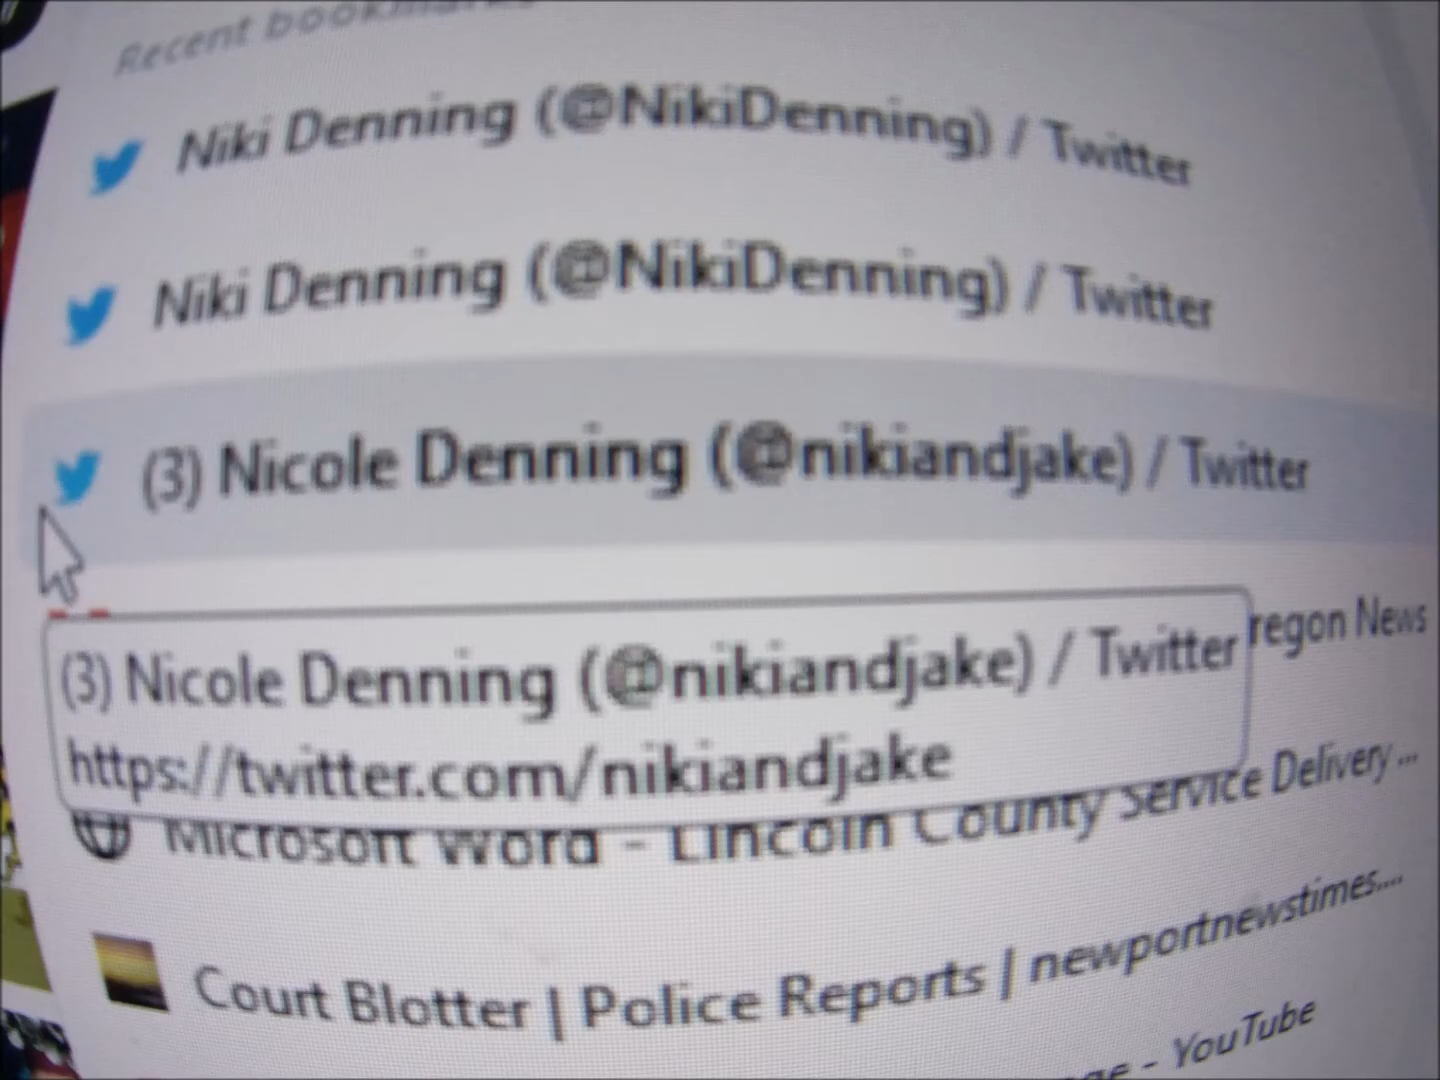 Recent bookmarks
Niki Denning (@NikiDenning) / Twitter
Niki Denning (@NikiDenning) / Twitter
(3) Nicole Denning (@nikiandjake) / Twitter
regon News
(3) Nicole Denning (@nikiandjake) / Twitter
https://twitter.com/nikiandjake
Microsoft Word - Lincoln County Service Delivery ...
Court Blotter | Police Reports | newportnewstimes....
- YouTube